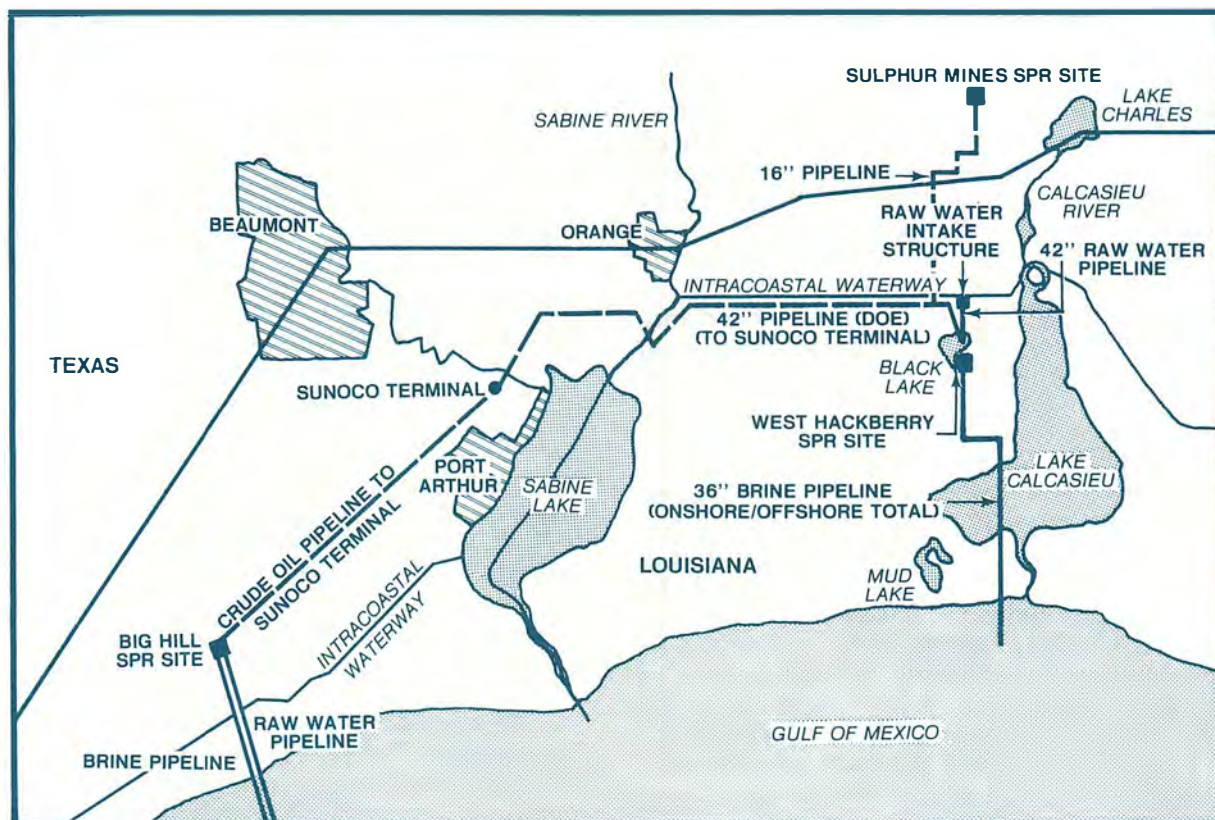 SULPHUR MINES SPR SITE
LAKE
CHARLES
SABINE RIVER
16'' PIPELINE
CALCASIEU
RIVER
BEAUMONT
ORANGE
RAW WATER
INTAKE
STRUCTURE
42'' RAW WATER
PIPELINE
INTRACOASTAL WATERWAY
42'' PIPELINE (DOE)
(TO SUNOCO TERMINAL)
TEXAS
SUNOCO TERMINAL
BLACK
LAKE
WEST HACKBERRY
SPR SITE
PORT
ARTHUR
SABINE
LAKE
LAKE
CALCASIEU
36'' BRINE PIPELINE
(ONSHORE/OFFSHORE TOTAL)
CRUDE OIL PIPELINE TO
SUNOCO TERMINAL
LOUISIANA
MUD
LAKE
INTRACOASTAL
WATERWAY
BIG HILL
SPR SITE
RAW WATER
PIPELINE
BRINE PIPELINE
GULF OF MEXICO